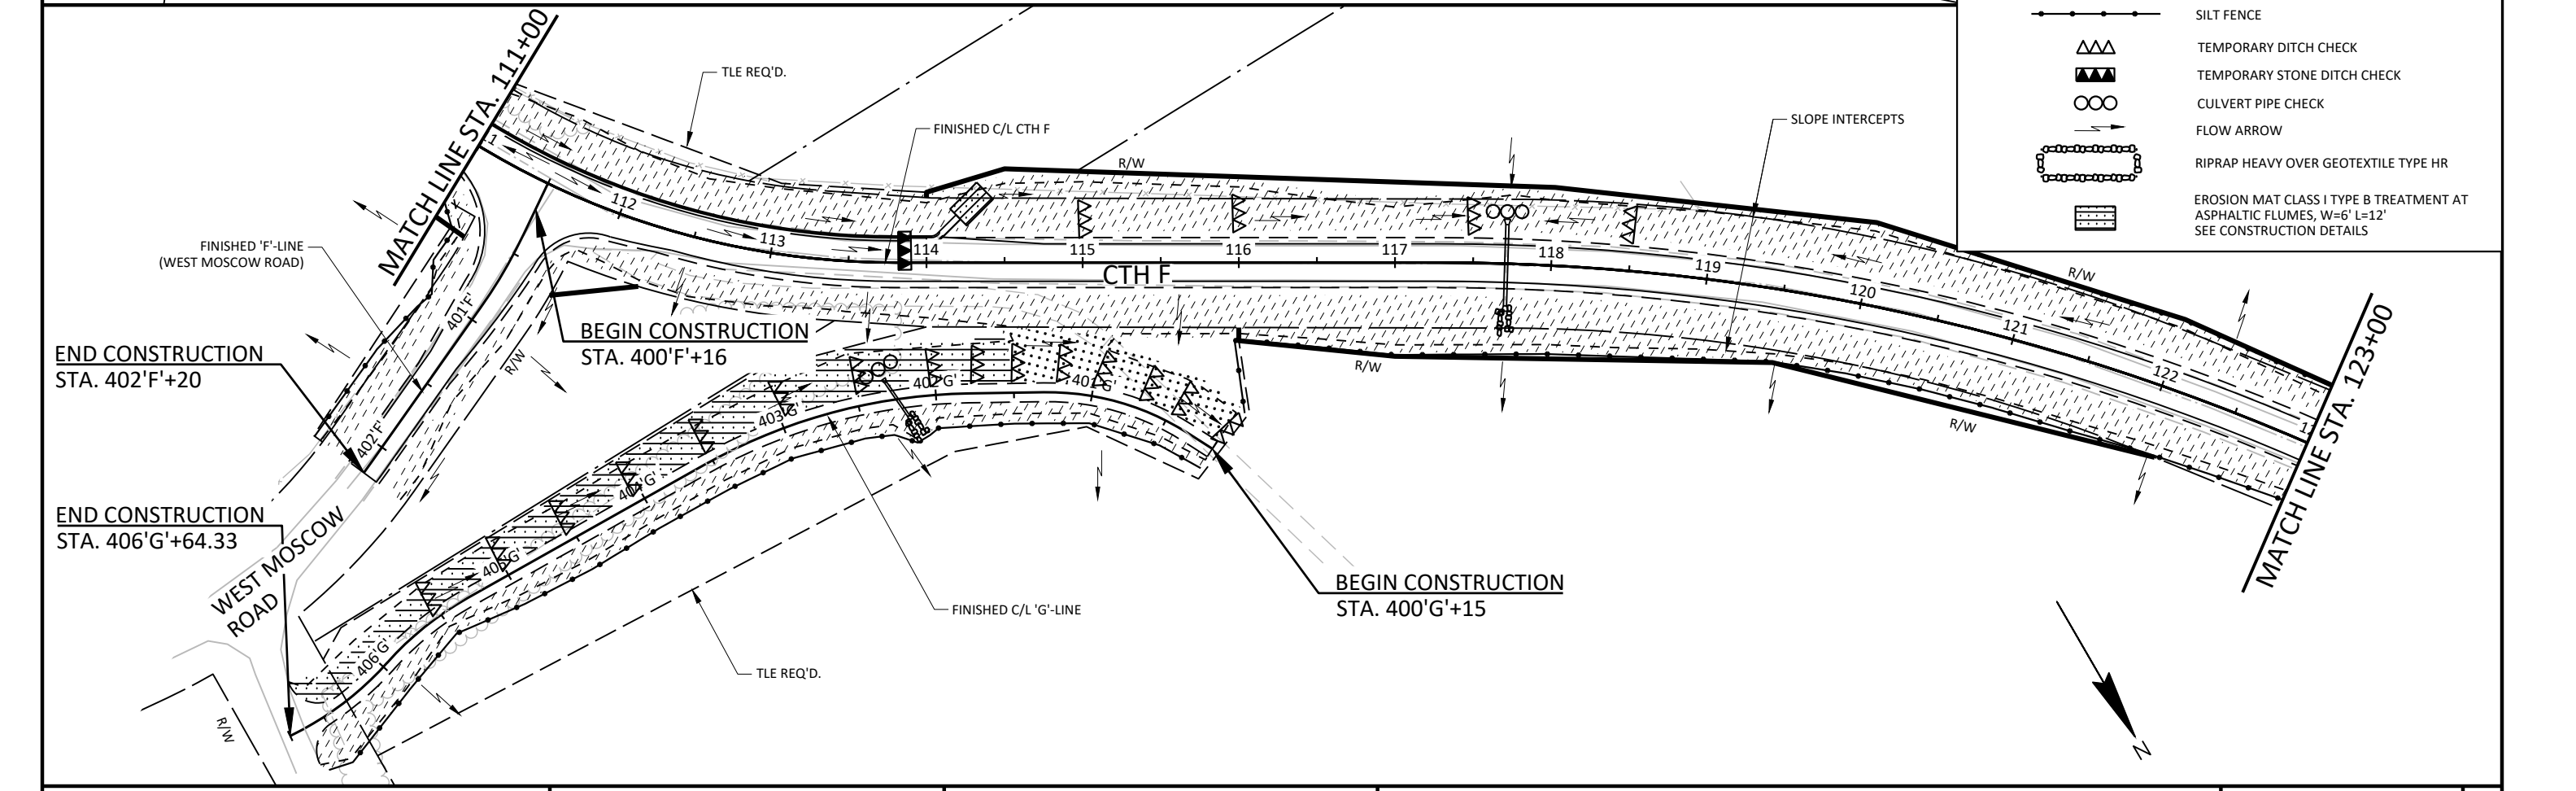 MATCH LINE STA. 111+00
TLE REQ'D.
FINISHED C/L CTH F
R/W
SLOPE INTERCEPTS
SILT FENCE
TEMPORARY DITCH CHECK
TEMPORARY STONE DITCH CHECK
CULVERT PIPE CHECK
FLOW ARROW
RIPRAP HEAVY OVER GEOTEXTILE TYPE HR
EROSION MAT CLASS I TYPE B TREATMENT AT
ASPHALTIC FLUMES, W=6' L=12'
SEE CONSTRUCTION DETAILS
112
113
114
115
116
117
118
119
120
121
122
CTH F
R/W
MATCH LINE STA. 123+00
FINISHED 'F'-LINE
(WEST MOSCOW ROAD)
401'F'
402'F'
R/W
BEGIN CONSTRUCTION
STA. 400'F'+16
END CONSTRUCTION
STA. 402'F'+20
R/W
R/W
401'G'
402'G'
403'G'
404'G'
405'G'
406'G'
END CONSTRUCTION
STA. 406'G'+64.33
WEST MOSCOW
ROAD
BEGIN CONSTRUCTION
STA. 400'G'+15
FINISHED C/L 'G'-LINE
TLE REQ'D.
R/W
N